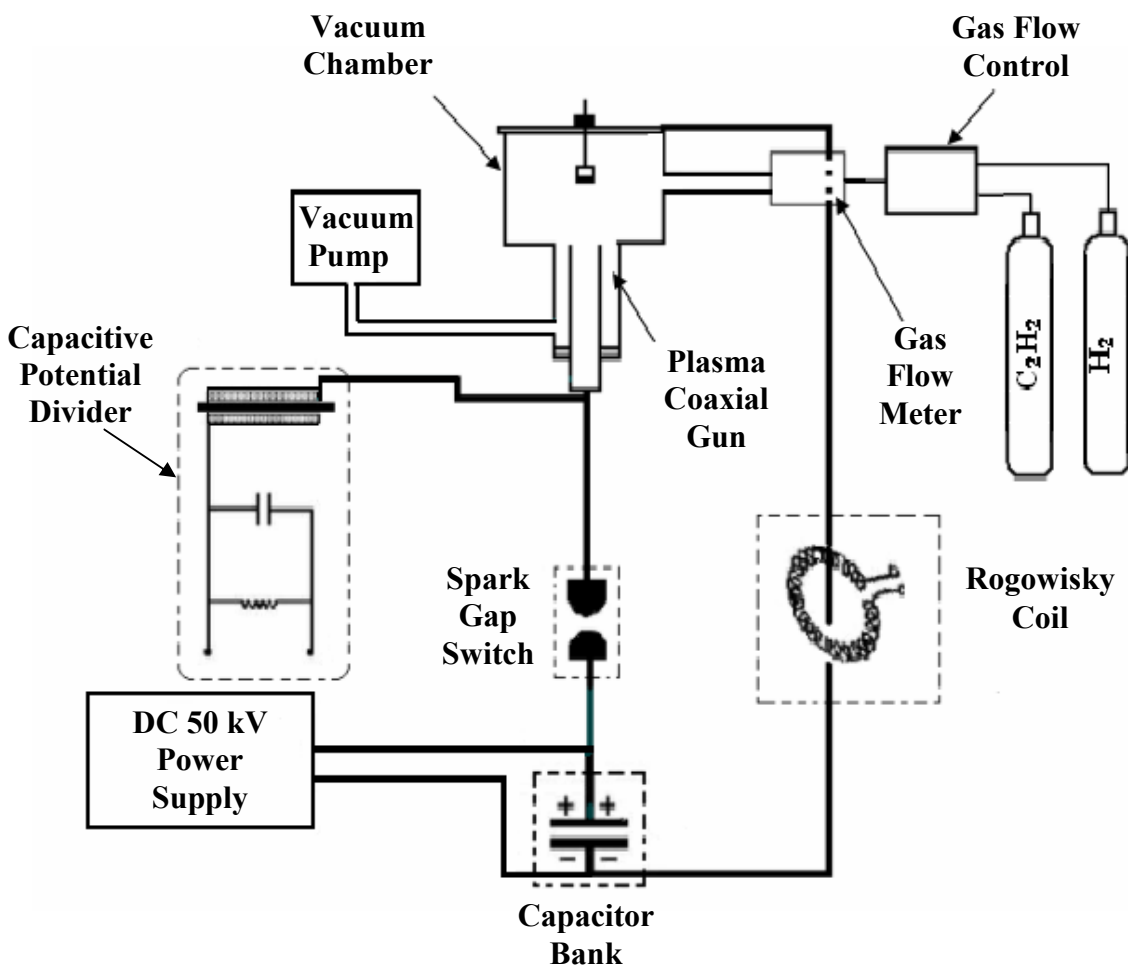 Vacuum
Chamber
Gas Flow
Control
Vacuum
Pump
Capacitive
Potential
Divider
Plasma
Coaxial
Gun
Gas
Flow
Meter
C₂H₂
H₂
Spark
Gap
Switch
Rogowisky
Coil
DC 50 kV
Power
Supply
+ +
− −
Capacitor
Bank